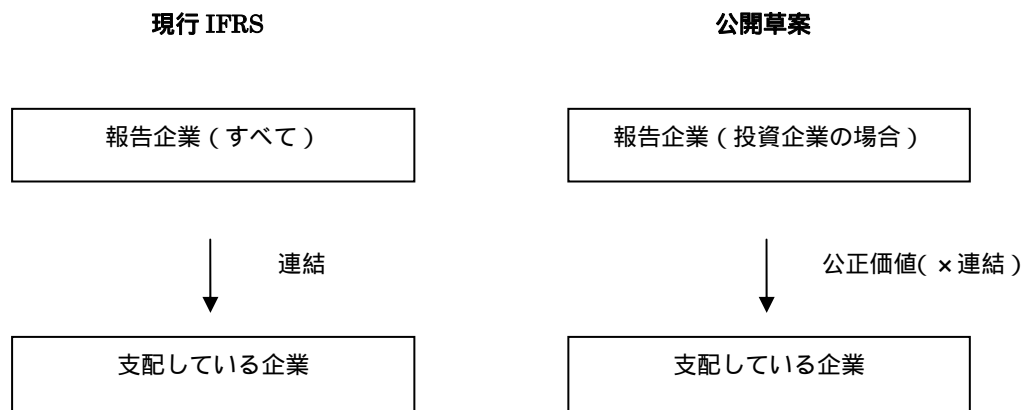 現行 IFRS
公開草案
報告企業(すべて)
報告企業(投資企業の場合)
連結
公正価値(×連結)
支配している企業
支配している企業